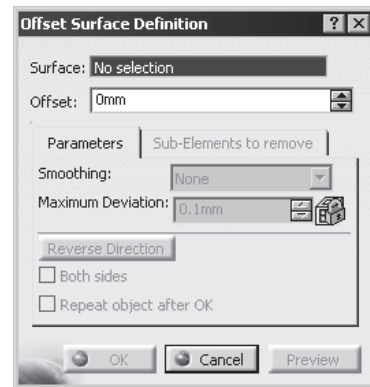 Offset Surface Definition ? X
Surface: No selection
Offset: 0mm
Parameters Sub-Elements to remove
Smoothing: None
Maximum Deviation: 0.1mm
Reverse Direction
Both sides
Repeat object after OK
OK Cancel Preview